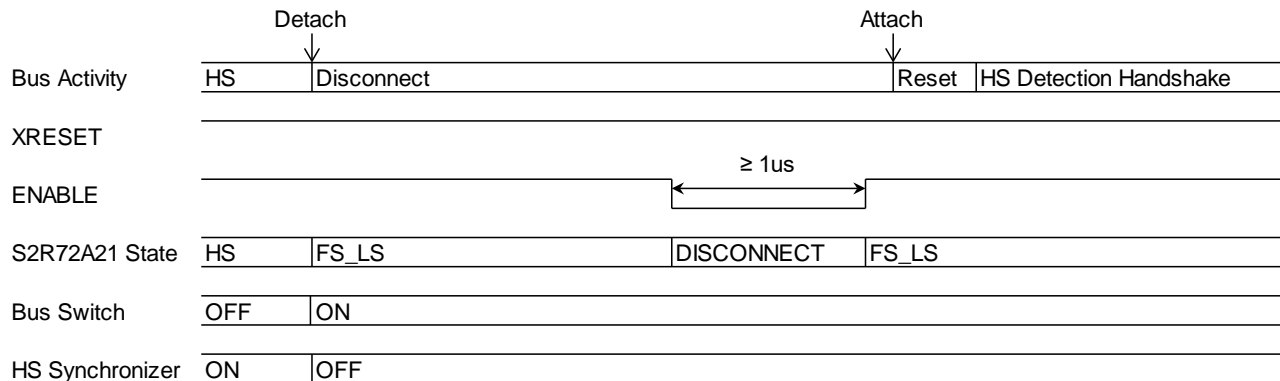 Detach Attach
Bus Activity HS Disconnect Reset HS Detection Handshake
XRESET
≥ 1us
ENABLE
S2R72A21 State HS FS_LS DISCONNECT FS_LS
Bus Switch OFF ON
HS Synchronizer ON OFF